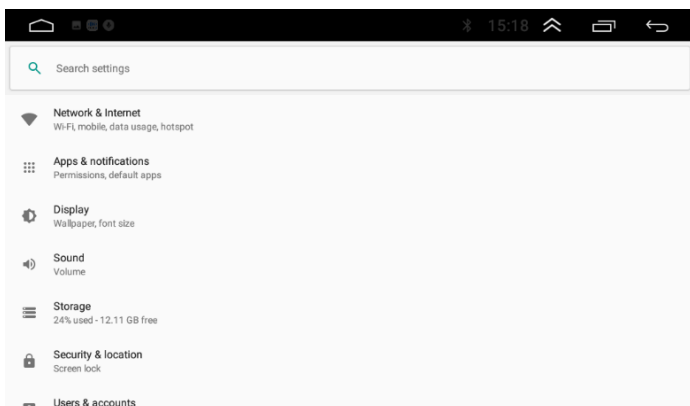 15:18
Search settings
Network & Internet
Wi-Fi, mobile, data usage, hotspot
Apps & notifications
Permissions, default apps
Display
Wallpaper, font size
Sound
Volume
Storage
24% used - 12.11 GB free
Security & location
Screen lock
Users & accounts